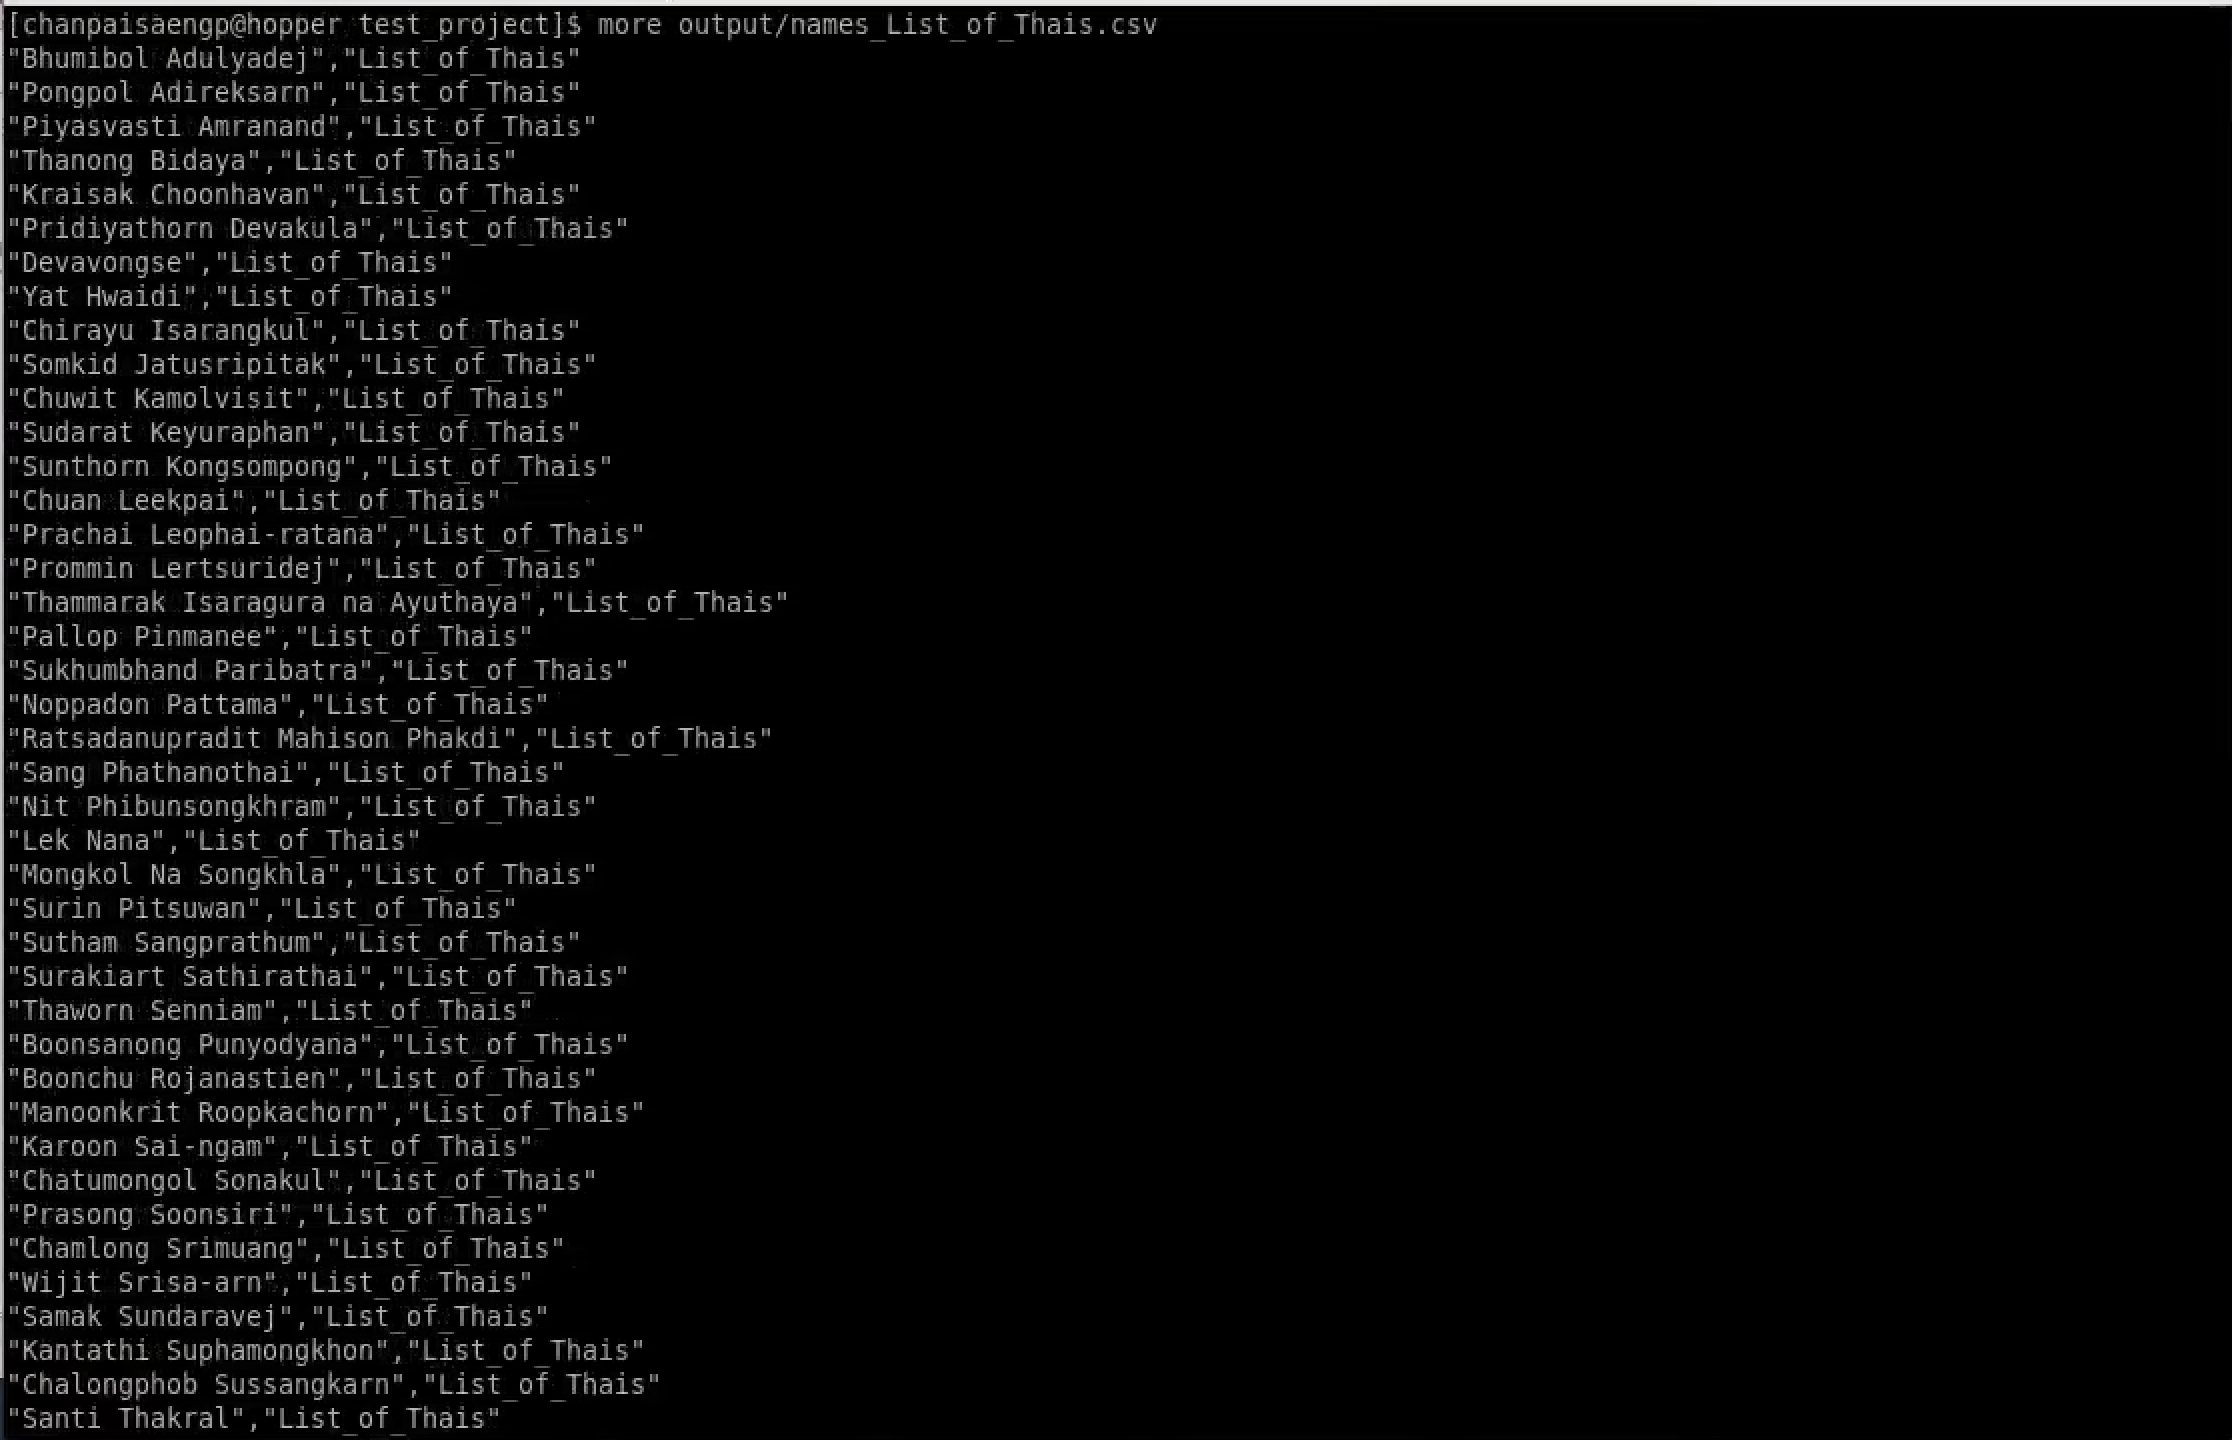 [chanpaisaengp@hopper test_project]$ more output/names_List_of_Thais.csv
"Bhumibol Adulyadej","List_of_Thais"
"Pongpol Adireksarn","List_of_Thais"
"Piyasvasti Amranand","List_of_Thais"
"Thanong Bidaya","List_of_Thais"
"Kraisak Choonhavan","List_of_Thais"
"Pridiyathorn Devakula","List_of_Thais"
"Devavongse","List_of_Thais"
"Yat Hwaidi","List_of_Thais"
"Chirayu Isarangkul","List_of_Thais"
"Somkid Jatusripitak","List_of_Thais"
"Chuwit Kamolvisit","List_of_Thais"
"Sudarat Keyuraphan","List_of_Thais"
"Sunthorn Kongsompong","List_of_Thais"
"Chuan Leekpai","List_of_Thais"
"Prachai Leophai-ratana","List_of_Thais"
"Prommin Lertsuridej","List_of_Thais"
"Thammarak Isaragura na Ayuthaya","List_of_Thais"
"Pallop Pinmanee","List_of_Thais"
"Sukhumbhand Paribatra","List_of_Thais"
"Noppadon Pattama","List_of_Thais"
"Ratsadanupradit Mahison Phakdi","List_of_Thais"
"Sang Phathanothai","List_of_Thais"
"Nit Phibunsongkhram","List_of_Thais"
"Lek Nana","List_of_Thais"
"Mongkol Na Songkhla","List_of_Thais"
"Surin Pitsuwan","List_of_Thais"
"Sutham Sangprathum","List_of_Thais"
"Surakiart Sathirathai","List_of_Thais"
"Thaworn Senniam","List_of_Thais"
"Boonsanong Punyodyana","List_of_Thais"
"Boonchu Rojanastien","List_of_Thais"
"Manoonkrit Roopkachorn","List_of_Thais"
"Karoon Sai-ngam","List_of_Thais"
"Chatumongol Sonakul","List_of_Thais"
"Prasong Soonsiri","List_of_Thais"
"Chamlong Srimuang","List_of_Thais"
"Wijit Srisa-arn","List_of_Thais"
"Samak Sundaravej","List_of_Thais"
"Kantathi Suphamongkhon","List_of_Thais"
"Chalongphob Sussangkarn","List_of_Thais"
"Santi Thakral","List_of_Thais"